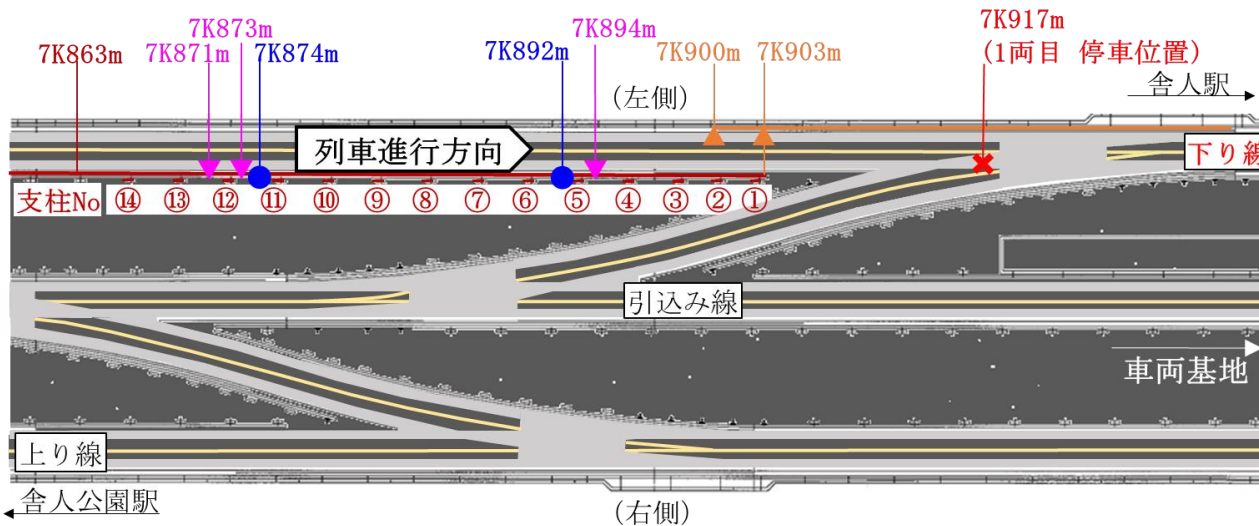 7K917m
(1両目 停車位置)
7K873m
7K894m
7K863m
7K871m
7K874m
7K892m
7K900m
7K903m
舎人駅
(左側)
列車進行方向
下り線
支柱No
⑭ ⑬ ⑫ ⑪ ⑩ ⑨ ⑧ ⑦ ⑥ ⑤ ④ ③ ② ①
引込み線
車両基地
上り線
舎人公園駅
(右側)